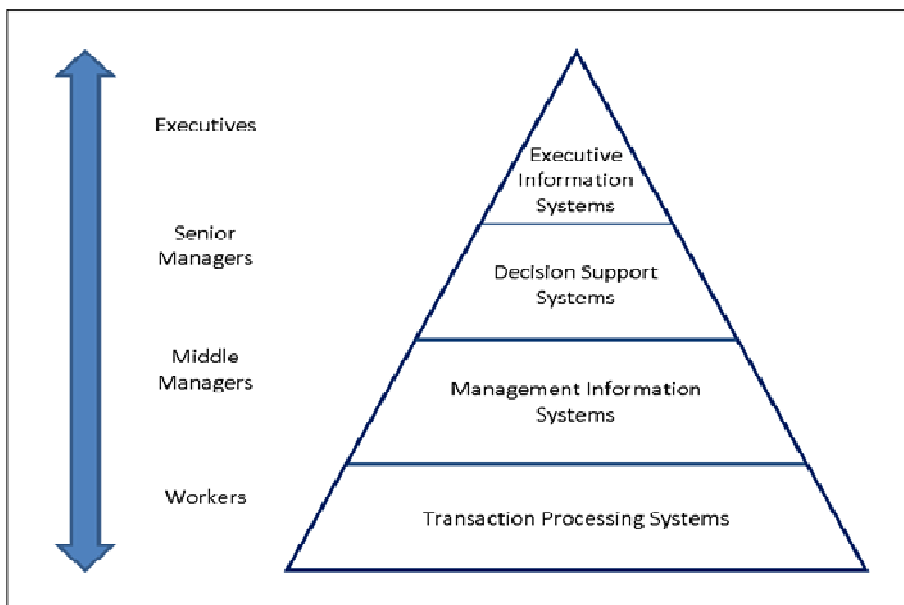 Executives
Executive
Information
Systems
Senior
Managers
Decision Support
Systems
Middle
Managers
Management Information
Systems
Workers
Transaction Processing Systems